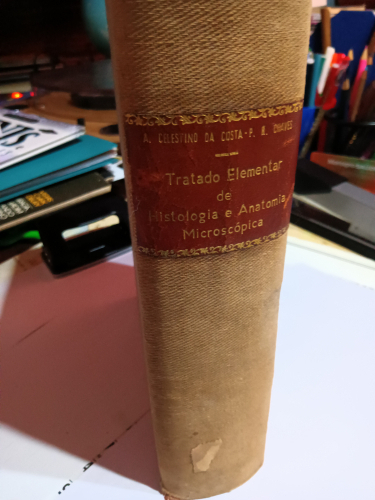 A. CELESTINO DA COSTA - P. R. CHAVES
Tratado Elementar
de
Histologia e Anatomia
Microscópica